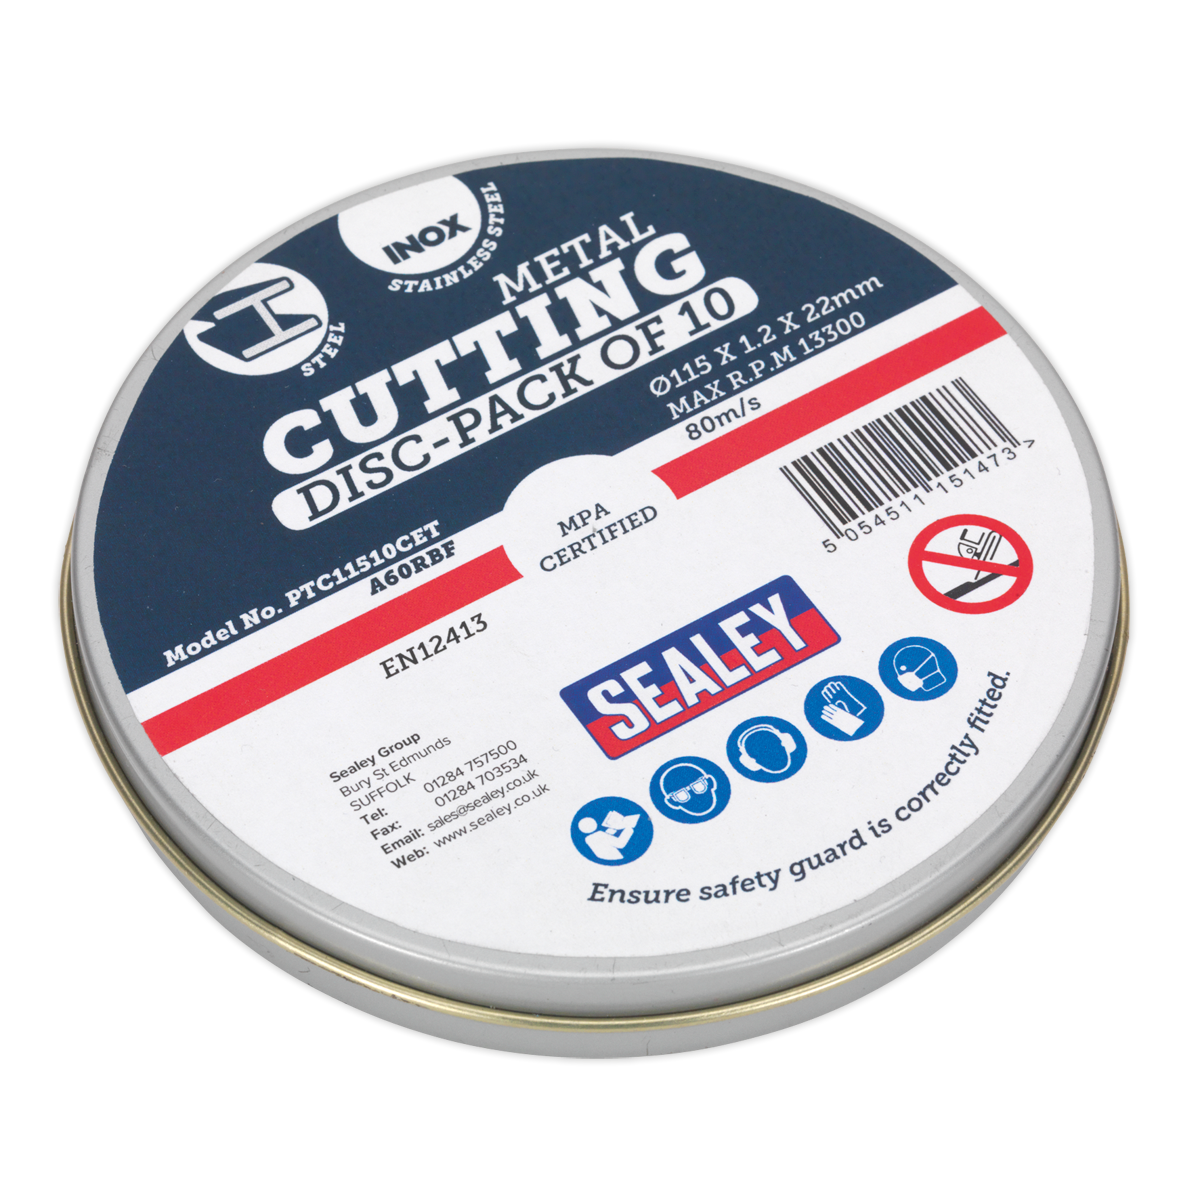 INOX
STAINLESS STEEL
STEEL
METAL
CUTTING
DISC-PACK OF 10
Ø115 X 1.2 X 22mm
MAX R.P.M 13300
80m/s
Model No. PTC11510CET
A60RBF
MPA
CERTIFIED
EN12413
5 054511 151473 >
SEALEY
Sealey Group
Bury St Edmunds
SUFFOLK
Tel: 01284 757500
Fax: 01284 703534
Email: sales@sealey.co.uk
Web: www.sealey.co.uk
Ensure safety guard is correctly fitted.